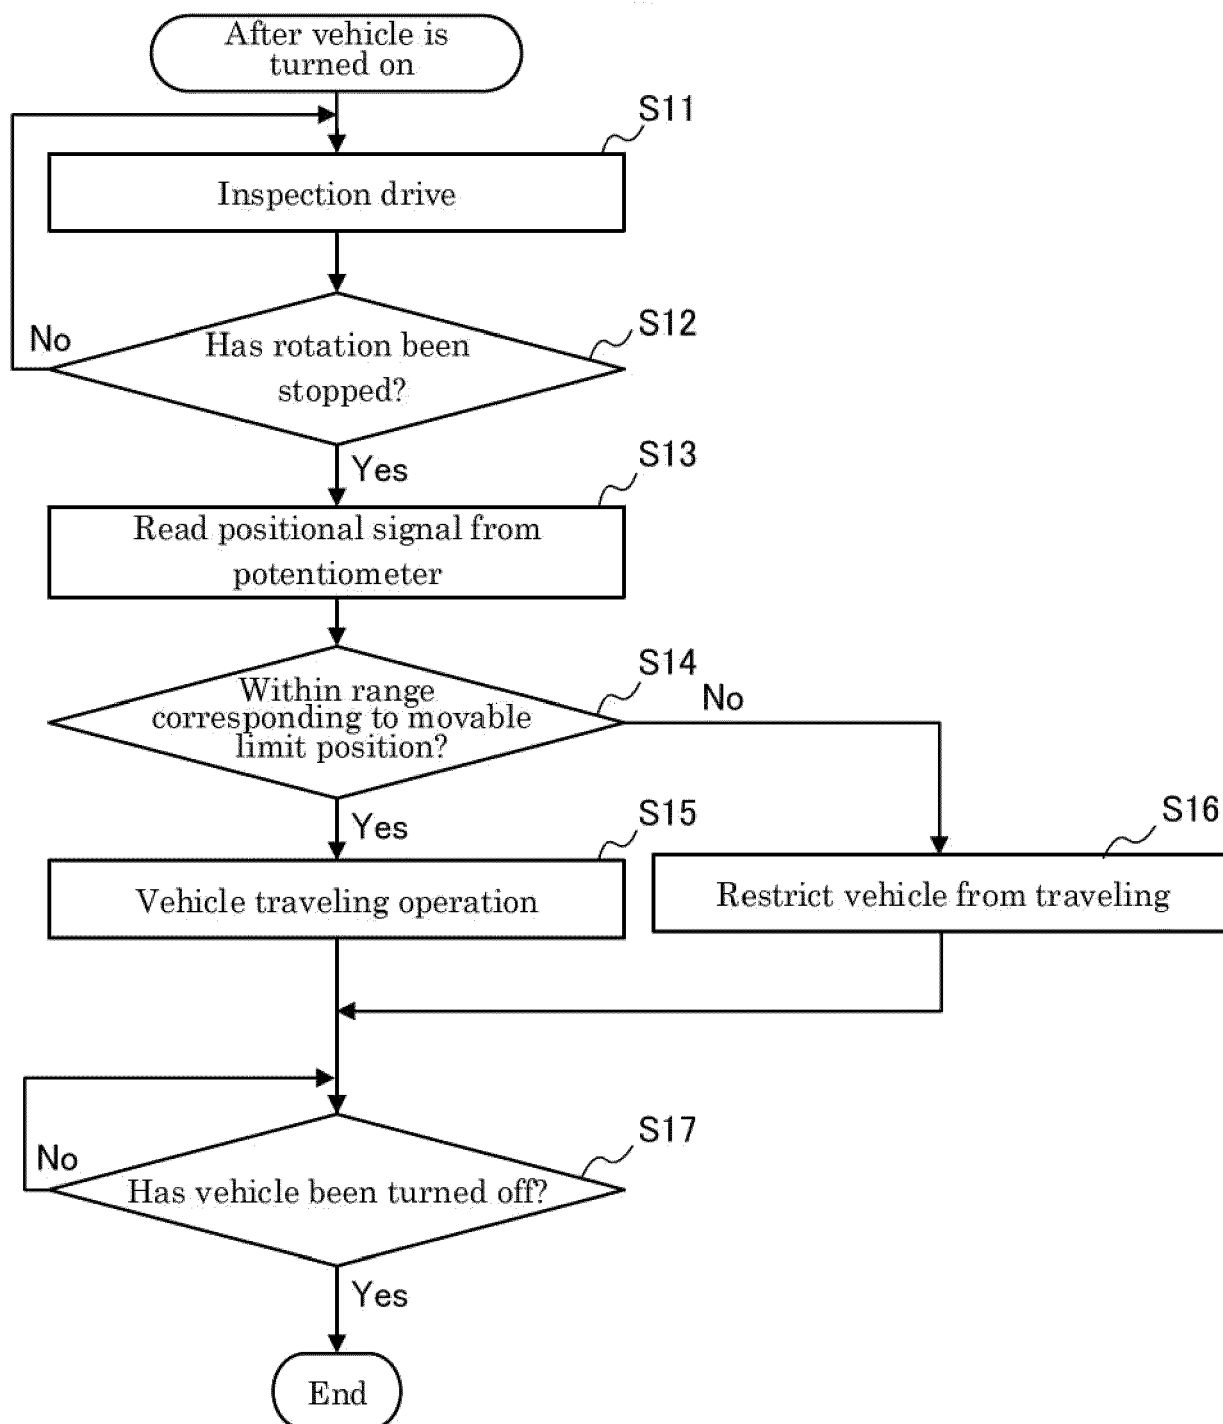 After vehicle is
turned on
S11
Inspection drive
S12
No
Has rotation been
stopped?
Yes
S13
Read positional signal from
potentiometer
S14
No
Within range
corresponding to movable
limit position?
Yes
S15
S16
Vehicle traveling operation
Restrict vehicle from traveling
S17
No
Has vehicle been turned off?
Yes
End